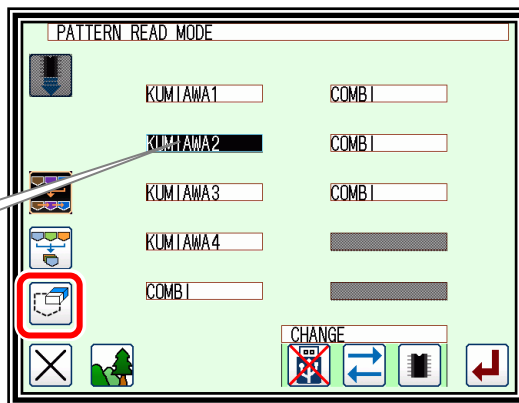 PATTERN READ MODE
KUMIAWA1 COMBI
KUMIAWA2 COMBI
KUMIAWA3 COMBI
KUMIAWA4
COMBI
CHANGE